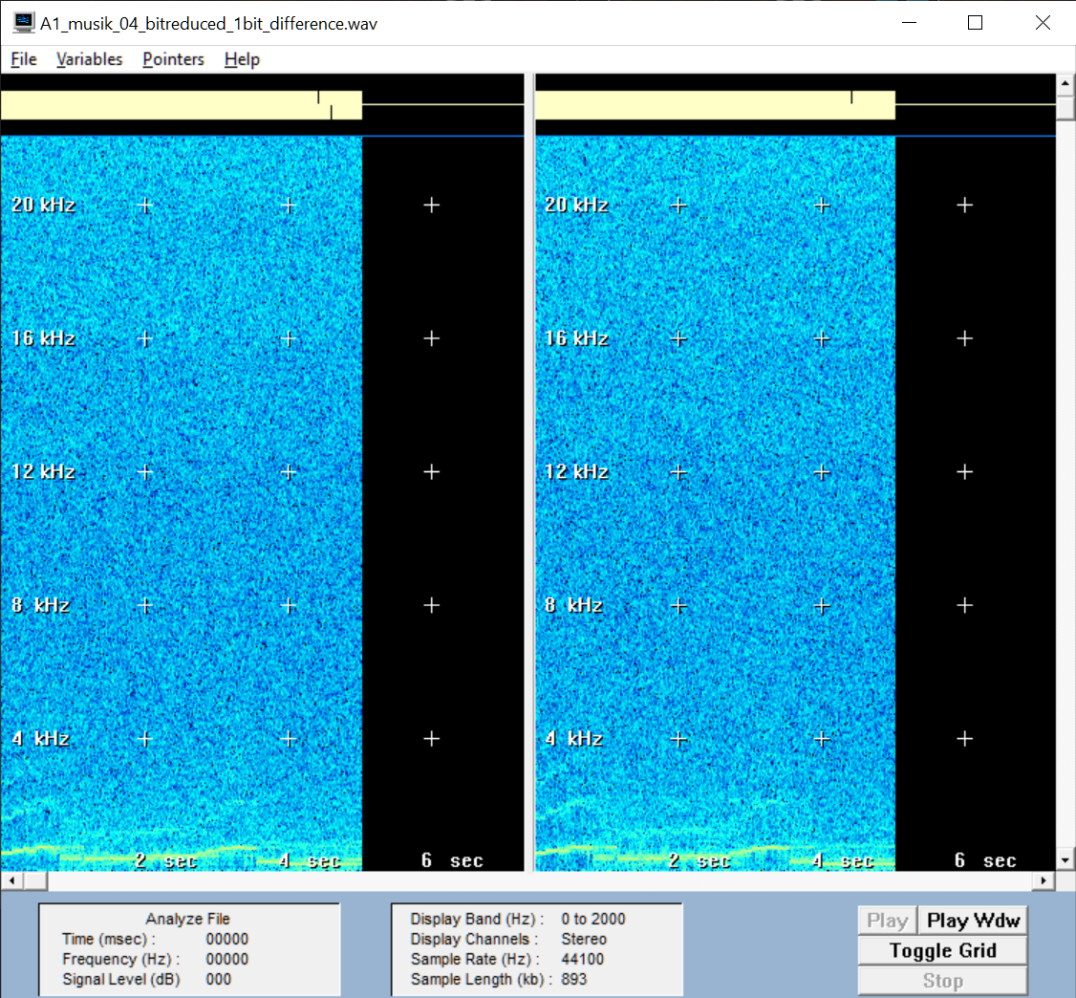 A1_musik_04_bitreduced_1bit_difference.wav
File Variables Pointers Help
20 kHz 20 kHz
16 kHz 16 kHz
12 kHz 12 kHz
8 kHz 8 kHz
4 kHz 4 kHz
2 sec 4 sec 6 sec 2 sec 4 sec 6 sec
Analyze File
Time (msec) : 00000
Frequency (Hz) : 00000
Signal Level (dB) 000
Display Band (Hz) : 0 to 2000
Display Channels : Stereo
Sample Rate (Hz) : 44100
Sample Length (kb) : 893
Play Play Wdw
Toggle Grid
Stop